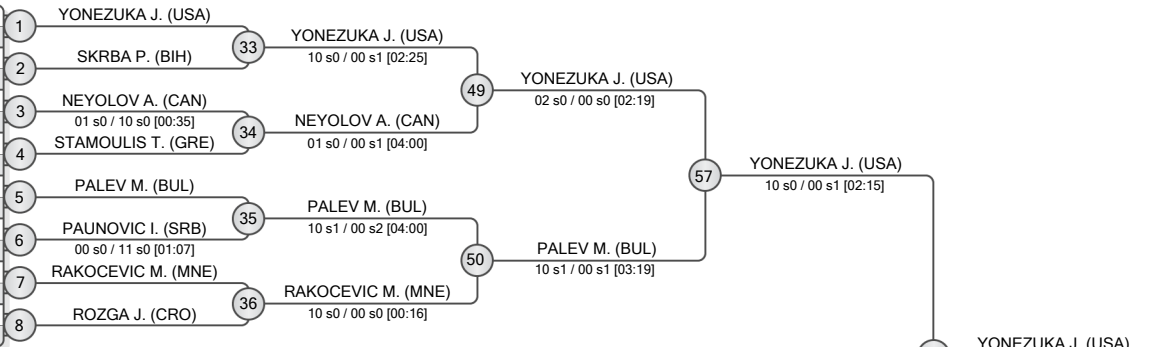 1
YONEZUKA J. (USA)
2
SKRBA P. (BIH)
33
YONEZUKA J. (USA)
10 s0 / 00 s1 [02:25]
3
NEYOLOV A. (CAN)
01 s0 / 10 s0 [00:35]
4
STAMOULIS T. (GRE)
34
NEYOLOV A. (CAN)
01 s0 / 00 s1 [04:00]
49
YONEZUKA J. (USA)
02 s0 / 00 s0 [02:19]
5
PALEV M. (BUL)
6
PAUNOVIC I. (SRB)
00 s0 / 11 s0 [01:07]
35
PALEV M. (BUL)
10 s1 / 00 s2 [04:00]
7
RAKOCEVIC M. (MNE)
8
ROZGA J. (CRO)
36
RAKOCEVIC M. (MNE)
10 s0 / 00 s0 [00:16]
50
PALEV M. (BUL)
10 s1 / 00 s1 [03:19]
57
YONEZUKA J. (USA)
10 s0 / 00 s1 [02:15]
YONEZUKA J. (USA)